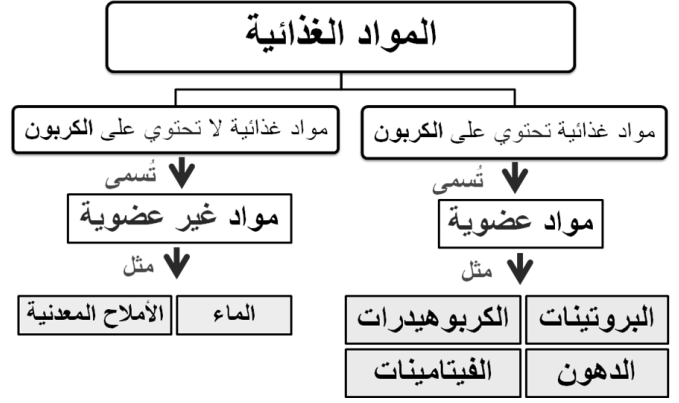 المواد الغذائية
مواد غذائية تحتوي على الكربون
مواد غذائية لا تحتوي على الكربون
تُسمى
تُسمى
مواد عضوية
مواد غير عضوية
مثل
مثل
البروتينات
الكربوهيدرات
الماء
الأملاح المعدنية
الدهون
الفيتامينات